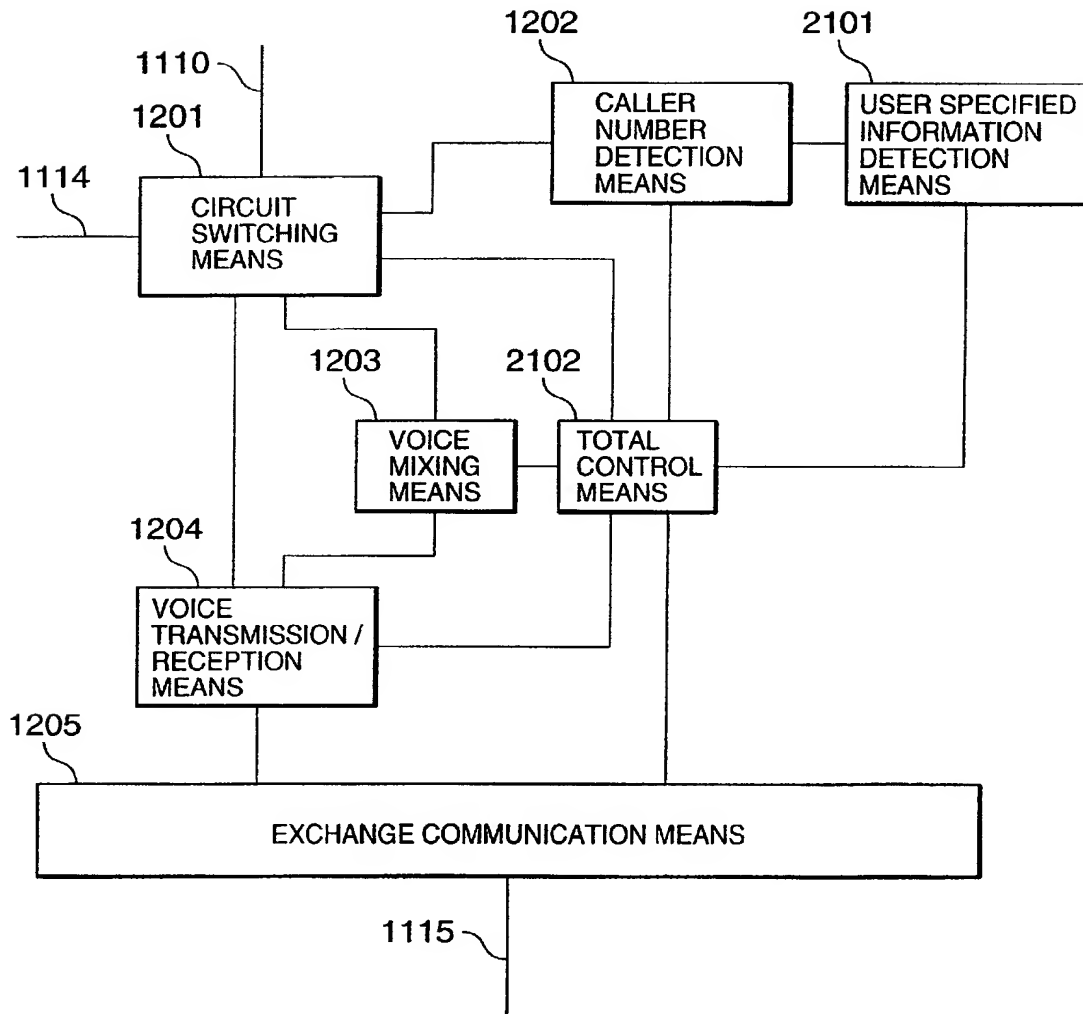 1202
2101
1110
1201
CALLER
NUMBER
DETECTION
MEANS
USER SPECIFIED
INFORMATION
DETECTION
MEANS
1114
CIRCUIT
SWITCHING
MEANS
1203
2102
VOICE
MIXING
MEANS
TOTAL
CONTROL
MEANS
1204
VOICE
TRANSMISSION /
RECEPTION
MEANS
1205
EXCHANGE COMMUNICATION MEANS
1115